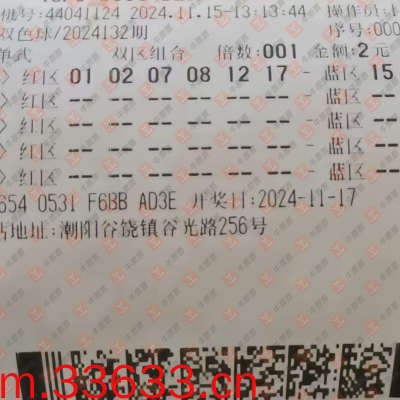 机号:44041124 2024.11.15-13:13:44 操作员:
双色球/2024132期 序号:000
单式 双区组合 倍数:001 金额:2元
> 红区 01 02 07 08 12 17 - 蓝区 15
> 红区 -- -- -- -- -- -- - 蓝区 --
> 红区 -- -- -- -- -- -- - 蓝区 --
> 红区 -- -- -- -- -- -- - 蓝区 --
> 红区 -- -- -- -- -- -- - 蓝区 --
654 0531 F6BB AD3E 开奖日:2024-11-17
站地址:潮阳谷饶镇谷光路256号
m.33633.cn